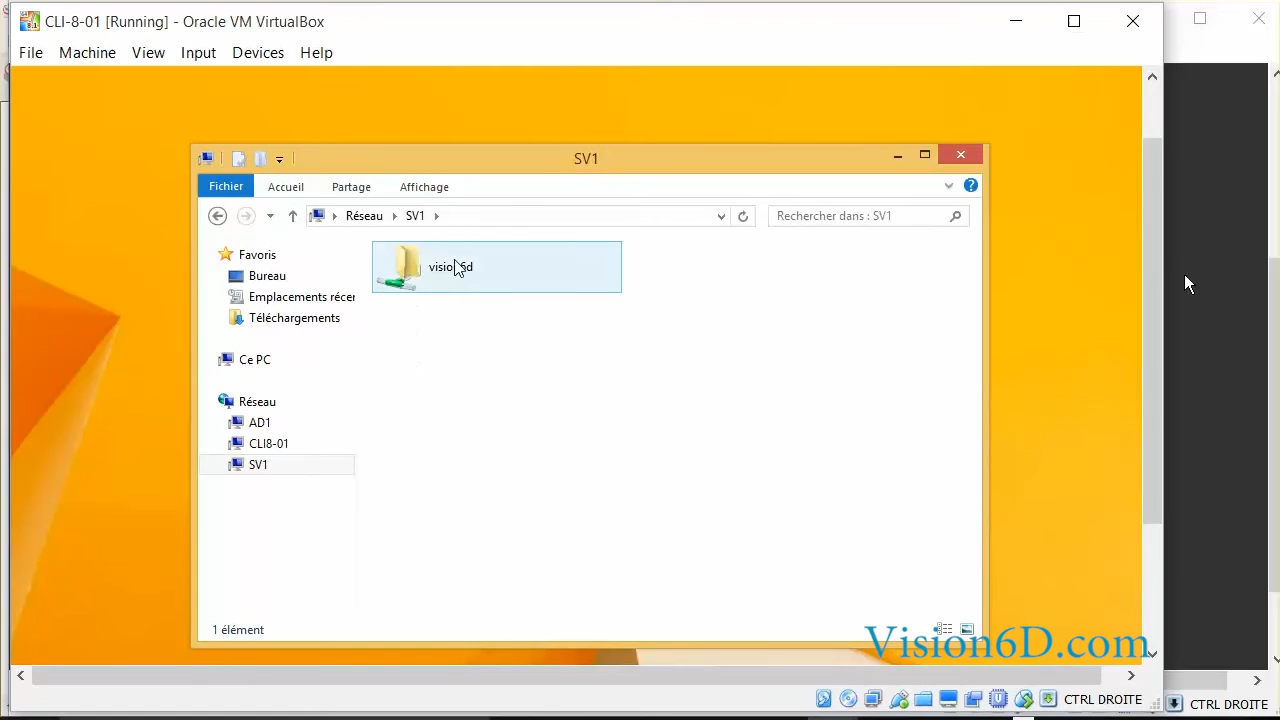 CLI-8-01 [Running] - Oracle VM VirtualBox
File Machine View Input Devices Help
SV1
Fichier Accueil Partage Affichage
Réseau SV1 Rechercher dans : SV1
Favoris
Bureau
Emplacements récer
Téléchargements
Ce PC
Réseau
AD1
CLI8-01
SV1
vision6d
1 élément
Vision6D.com
CTRL DROITE
CTRL DROITE